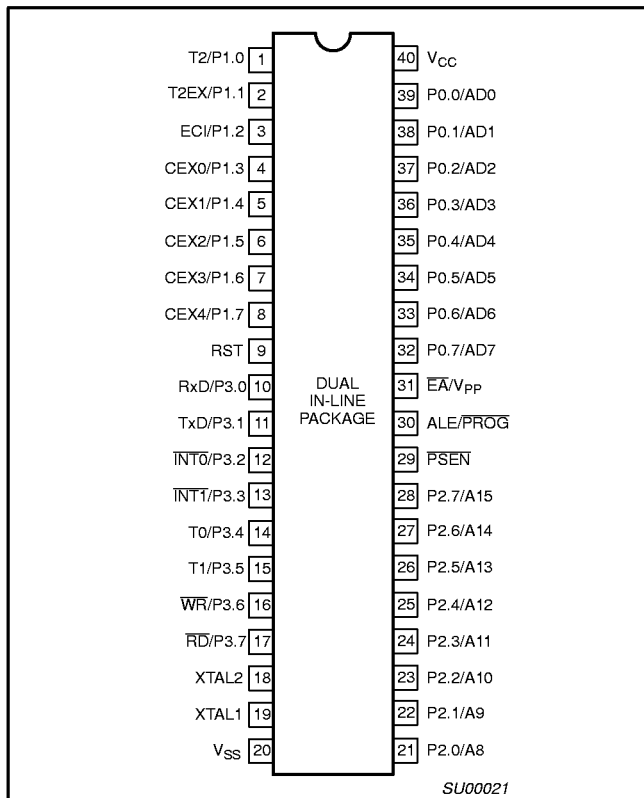 T2/P1.0 1 40 VCC
T2EX/P1.1 2 39 P0.0/AD0
ECI/P1.2 3 38 P0.1/AD1
CEX0/P1.3 4 37 P0.2/AD2
CEX1/P1.4 5 36 P0.3/AD3
CEX2/P1.5 6 35 P0.4/AD4
CEX3/P1.6 7 34 P0.5/AD5
CEX4/P1.7 8 33 P0.6/AD6
RST 9 32 P0.7/AD7
RxD/P3.0 10 31 E̅A̅/VPP
DUAL
IN-LINE
PACKAGE
TxD/P3.1 11 30 ALE/P̅R̅O̅G̅
I̅N̅T̅0̅/P3.2 12 29 P̅S̅E̅N̅
I̅N̅T̅1̅/P3.3 13 28 P2.7/A15
T0/P3.4 14 27 P2.6/A14
T1/P3.5 15 26 P2.5/A13
W̅R̅/P3.6 16 25 P2.4/A12
R̅D̅/P3.7 17 24 P2.3/A11
XTAL2 18 23 P2.2/A10
XTAL1 19 22 P2.1/A9
VSS 20 21 P2.0/A8
SU00021